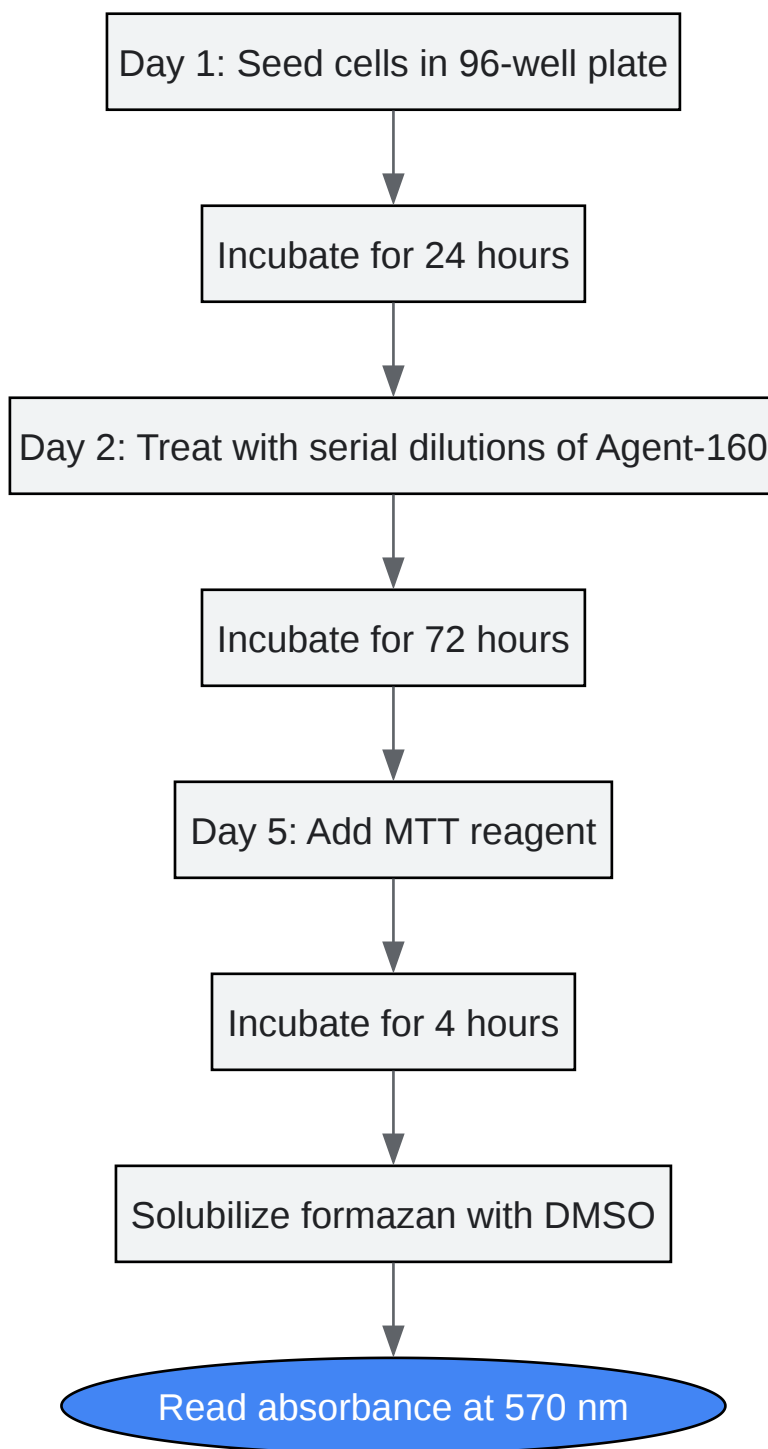 Day 1: Seed cells in 96-well plate
Incubate for 24 hours
Day 2: Treat with serial dilutions of Agent-160
Incubate for 72 hours
Day 5: Add MTT reagent
Incubate for 4 hours
Solubilize formazan with DMSO
Read absorbance at 570 nm